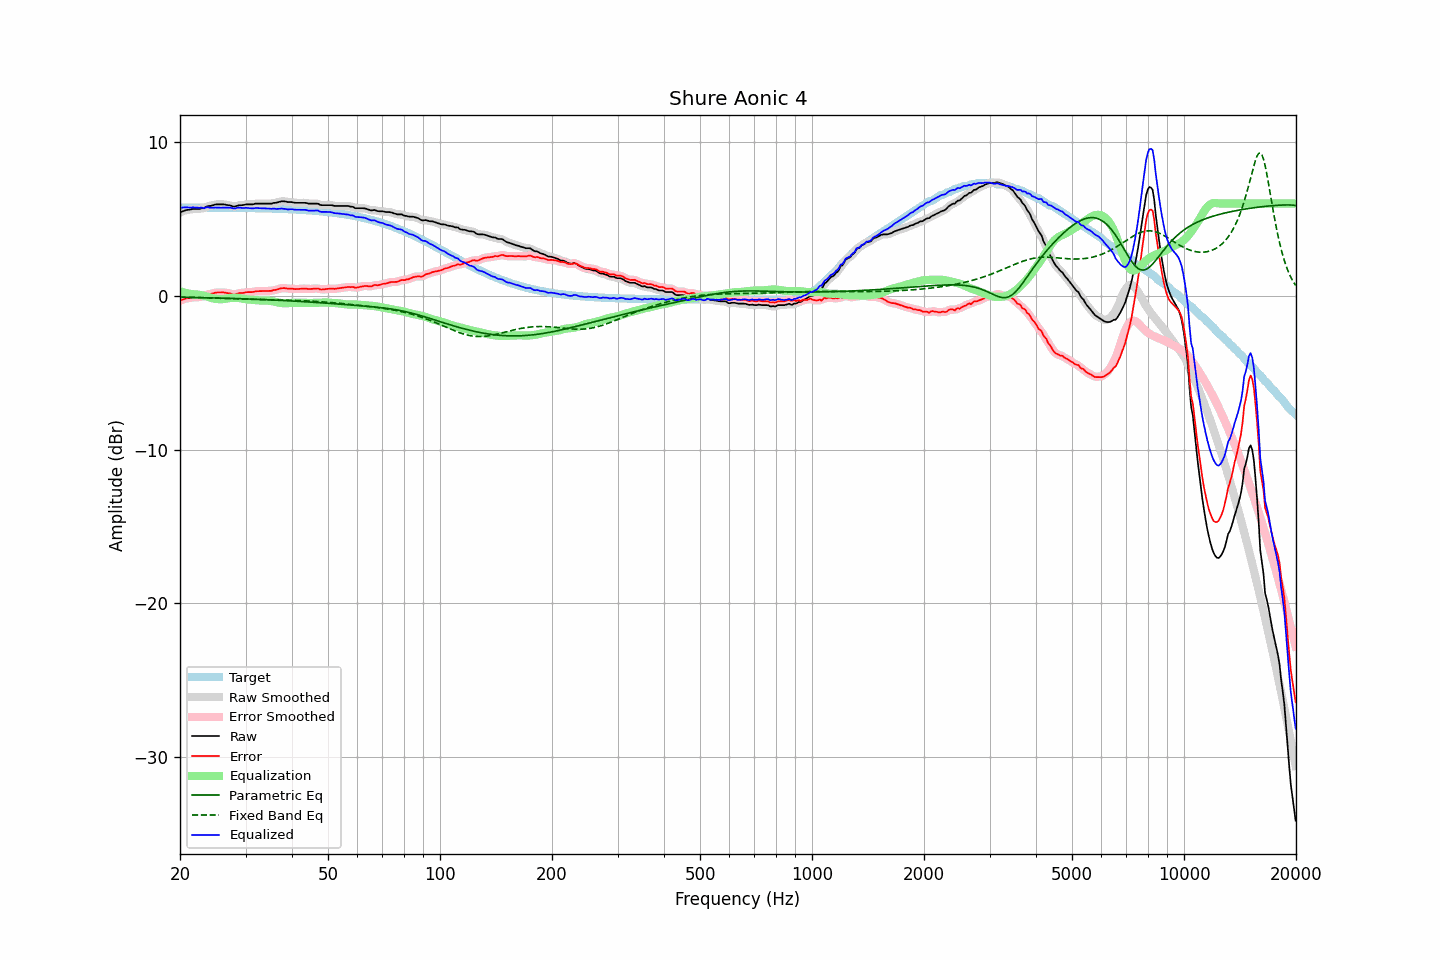 Shure Aonic 4
10
0
−10
−20
−30
Amplitude (dBr)
Target
Raw Smoothed
Error Smoothed
Raw
Error
Equalization
Parametric Eq
Fixed Band Eq
Equalized
20 50 100 200 500 1000 2000 5000 10000 20000
Frequency (Hz)